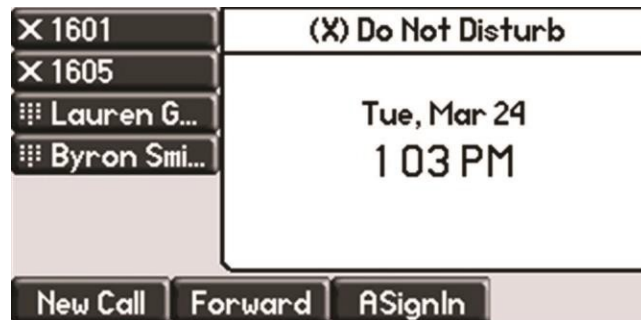 X 1601
(X) Do Not Disturb
X 1605
Lauren G...
Tue, Mar 24
Byron Smi...
1 03 PM
New Call Forward ASignIn